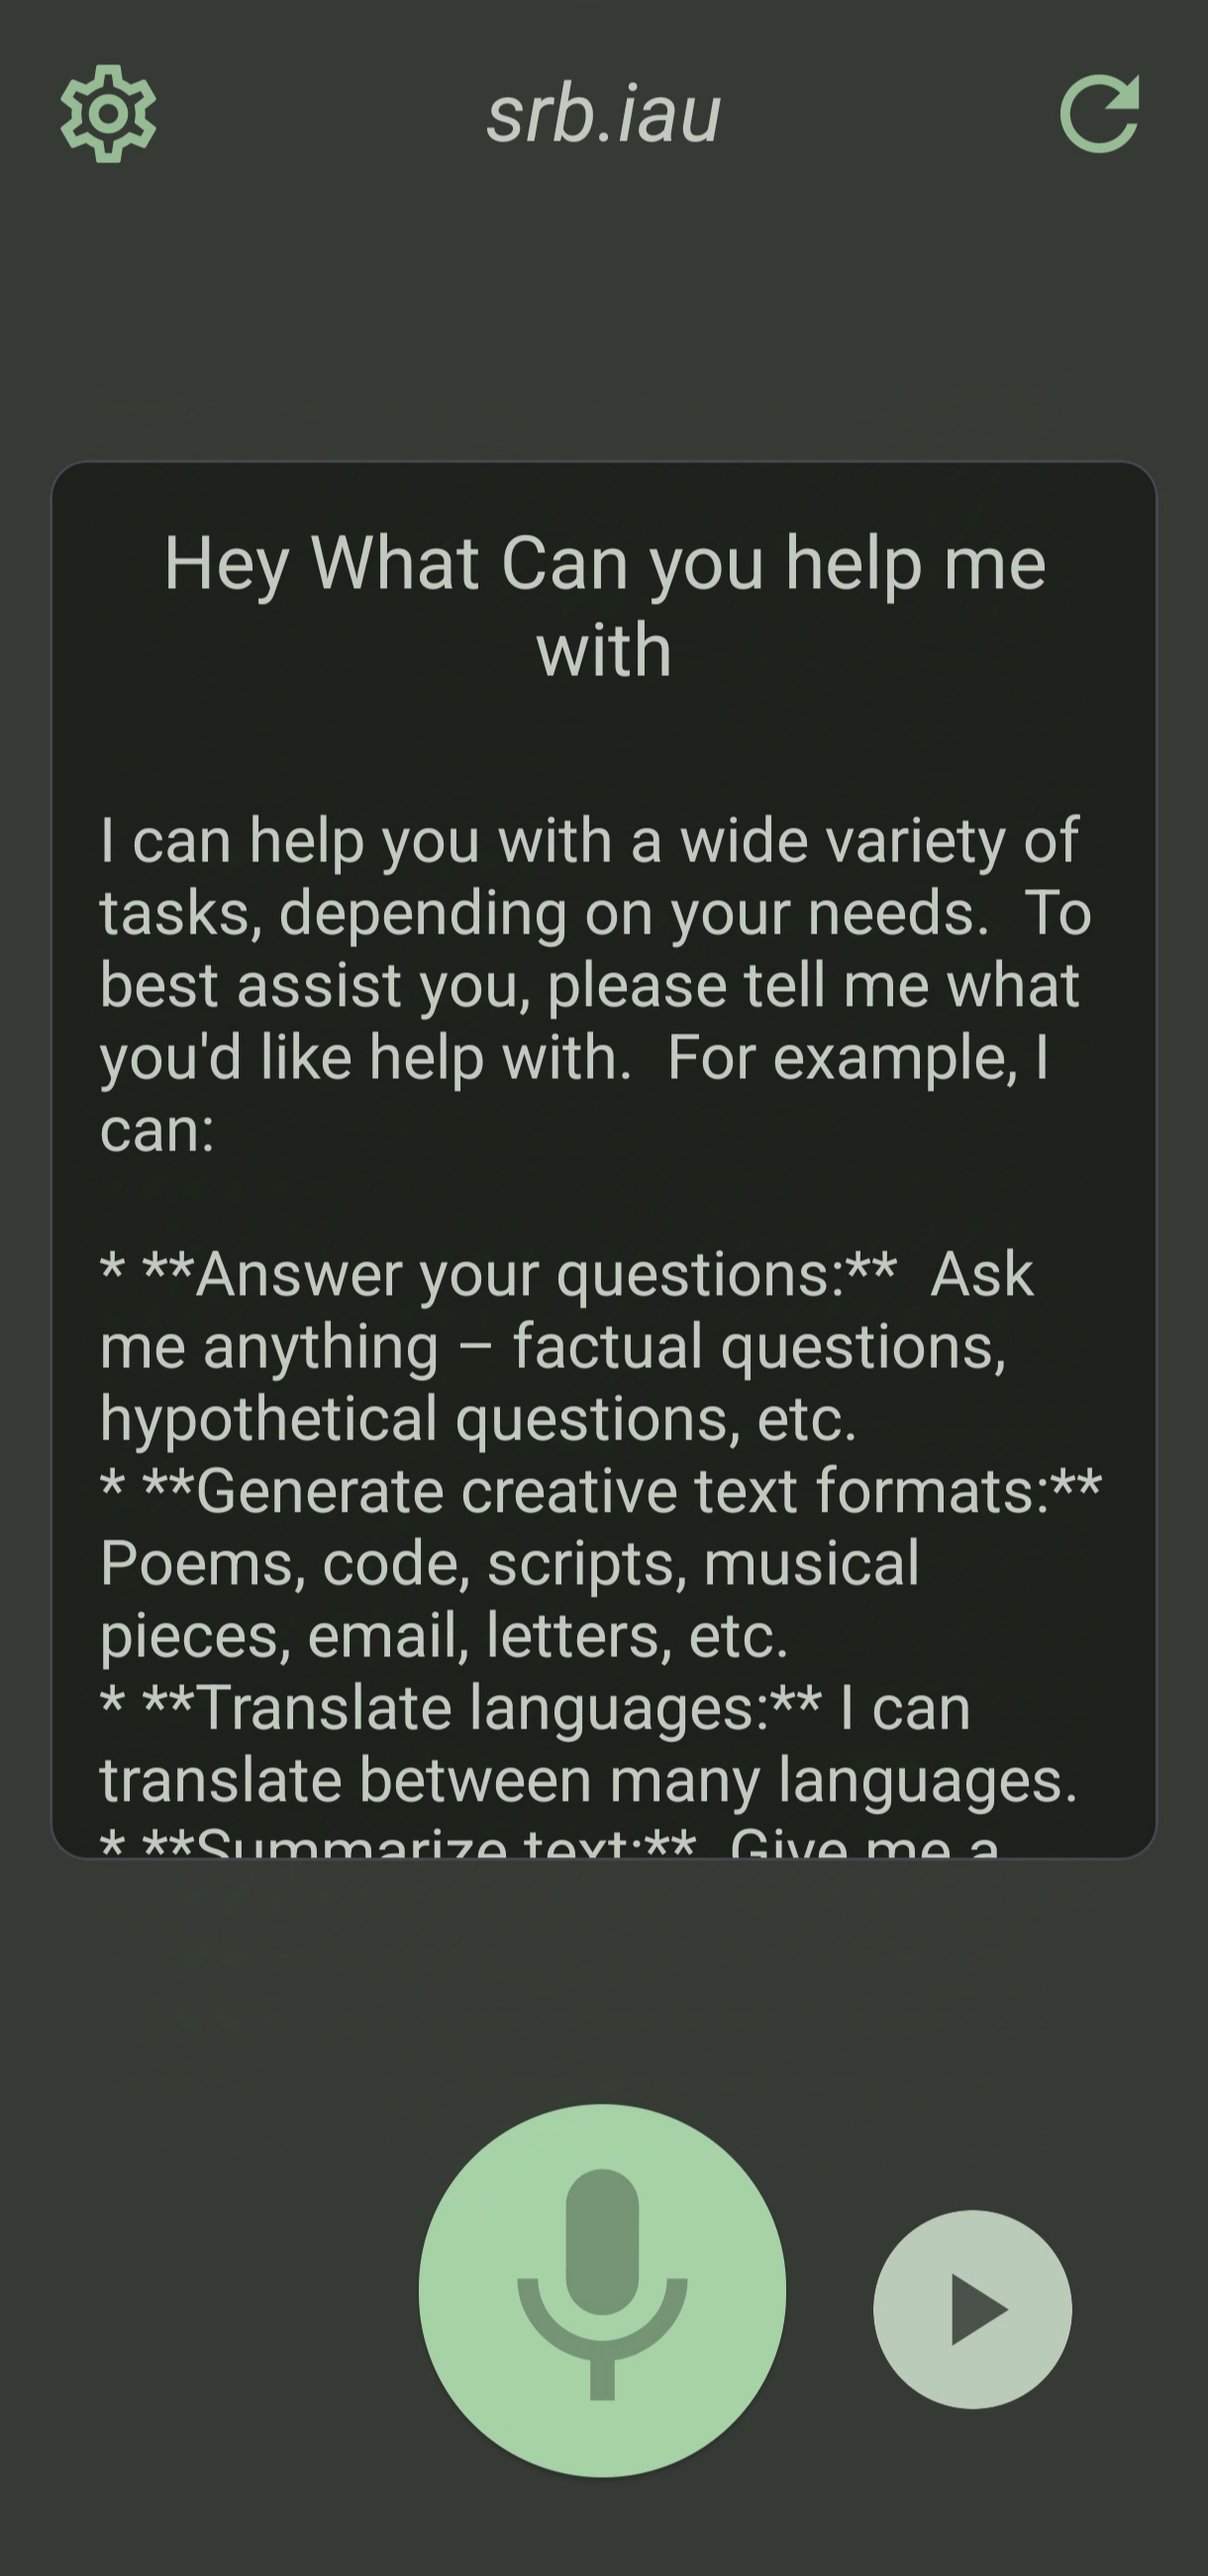 srb.iau
Hey What Can you help me
with
I can help you with a wide variety of
tasks, depending on your needs.  To
best assist you, please tell me what
you'd like help with.  For example, I
can:
* **Answer your questions:**  Ask
me anything – factual questions,
hypothetical questions, etc.
* **Generate creative text formats:**
Poems, code, scripts, musical
pieces, email, letters, etc.
* **Translate languages:** I can
translate between many languages.
* **Summarize text:**  Give me a